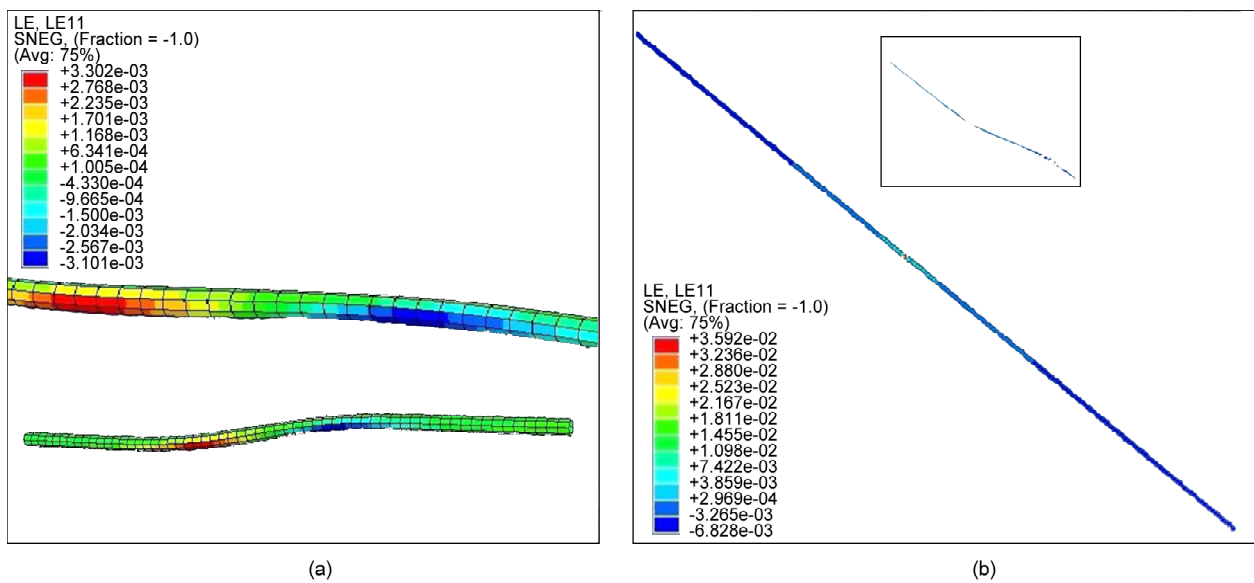 LE, LE11
SNEG, (Fraction = -1.0)
(Avg: 75%)
+3.302e-03
+2.768e-03
+2.235e-03
+1.701e-03
+1.168e-03
+6.341e-04
+1.005e-04
-4.330e-04
-9.665e-04
-1.500e-03
-2.034e-03
-2.567e-03
-3.101e-03
(a)
LE, LE11
SNEG, (Fraction = -1.0)
(Avg: 75%)
+3.592e-02
+3.236e-02
+2.880e-02
+2.523e-02
+2.167e-02
+1.811e-02
+1.455e-02
+1.098e-02
+7.422e-03
+3.859e-03
+2.969e-04
-3.265e-03
-6.828e-03
(b)